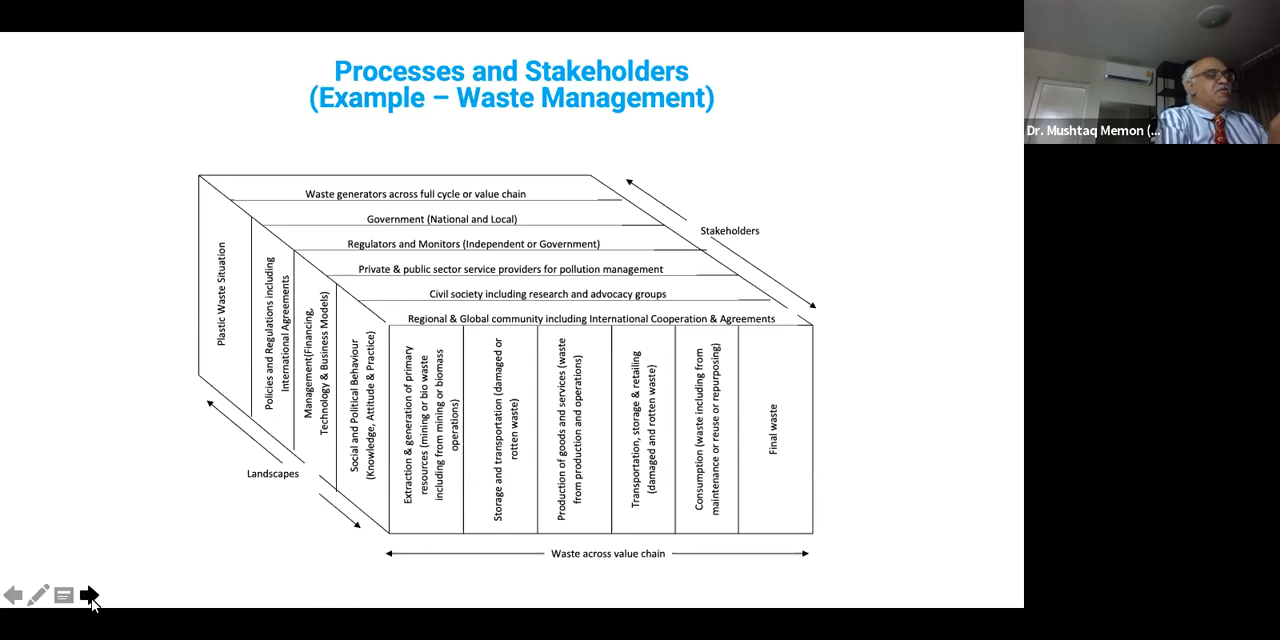 Processes and Stakeholders
(Example – Waste Management)
Dr. Mushtaq Memon (...
Waste generators across full cycle or value chain
Government (National and Local)
Regulators and Monitors (Independent or Government)
Private & public sector service providers for pollution management
Civil society including research and advocacy groups
Regional & Global community including International Cooperation & Agreements
Stakeholders
Plastic Waste Situation
Policies and Regulations including
International Agreements
Management(Financing,
Technology & Business Models)
Social and Political Behaviour
(Knowledge, Attitude & Practice)
Landscapes
Extraction & generation of primary
resources (mining or bio waste
including from mining or biomass
operations)
Storage and transportation (damaged or
rotten waste)
Production of goods and services (waste
from production and operations)
Transportation, storage & retailing
(damaged and rotten waste)
Consumption (waste including from
maintenance or reuse or repurposing)
Final waste
Waste across value chain